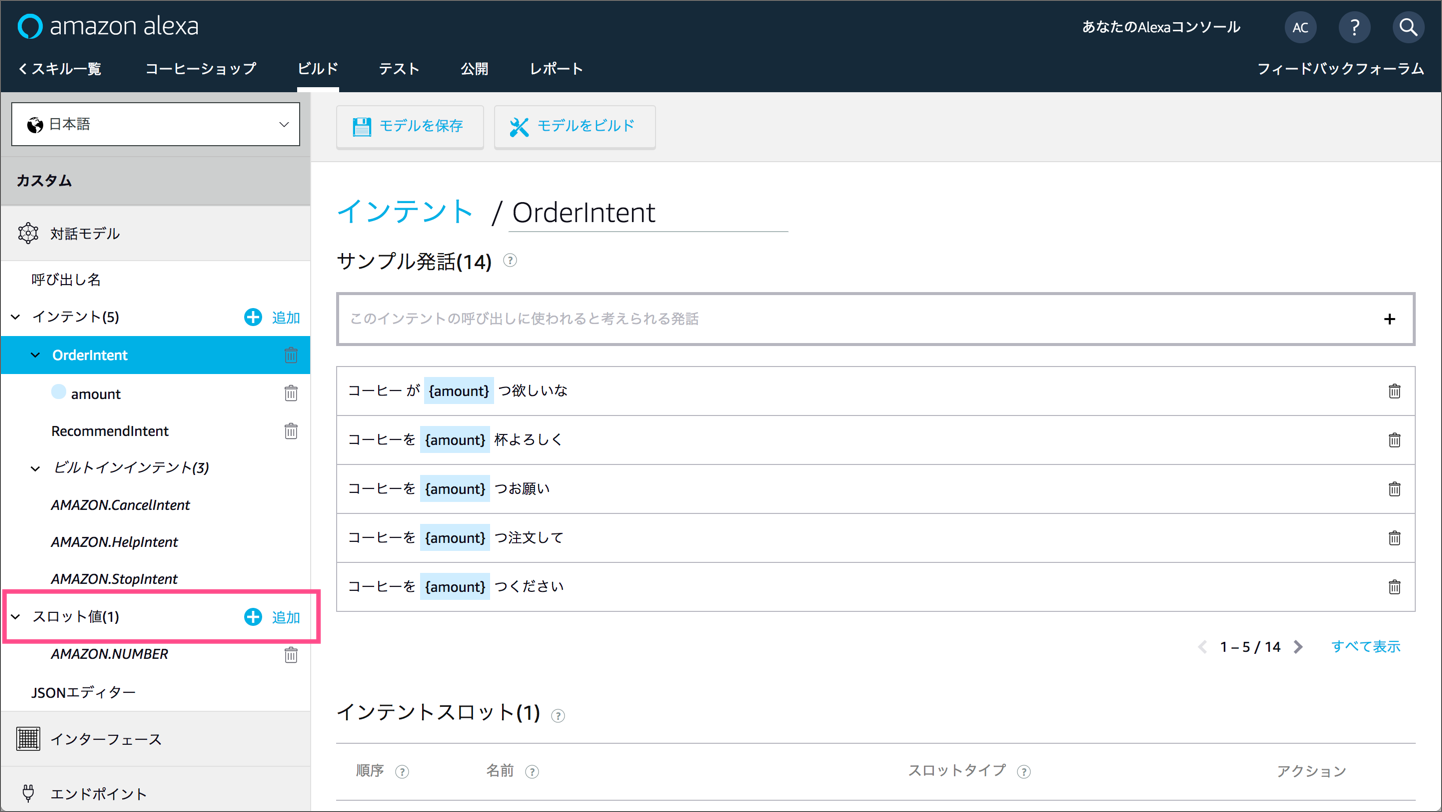 amazon alexa
あなたのAlexaコンソール
AC
?
スキル一覧
コーヒーショップ
ビルド
テスト
公開
レポート
フィードバックフォーラム
日本語
カスタム
対話モデル
呼び出し名
インテント(5)
追加
OrderIntent
amount
RecommendIntent
ビルトインインテント(3)
AMAZON.CancelIntent
AMAZON.HelpIntent
AMAZON.StopIntent
スロット値(1)
追加
AMAZON.NUMBER
JSONエディター
インターフェース
エンドポイント
モデルを保存
モデルをビルド
インテント / OrderIntent
サンプル発話(14) ?
このインテントの呼び出しに使われると考えられる発話 +
コーヒー が {amount} つ欲しいな
コーヒーを {amount} 杯よろしく
コーヒーを {amount} つお願い
コーヒーを {amount} つ注文して
コーヒーを {amount} つください
1 – 5 / 14
すべて表示
インテントスロット(1) ?
順序 ?
名前 ?
スロットタイプ ?
アクション